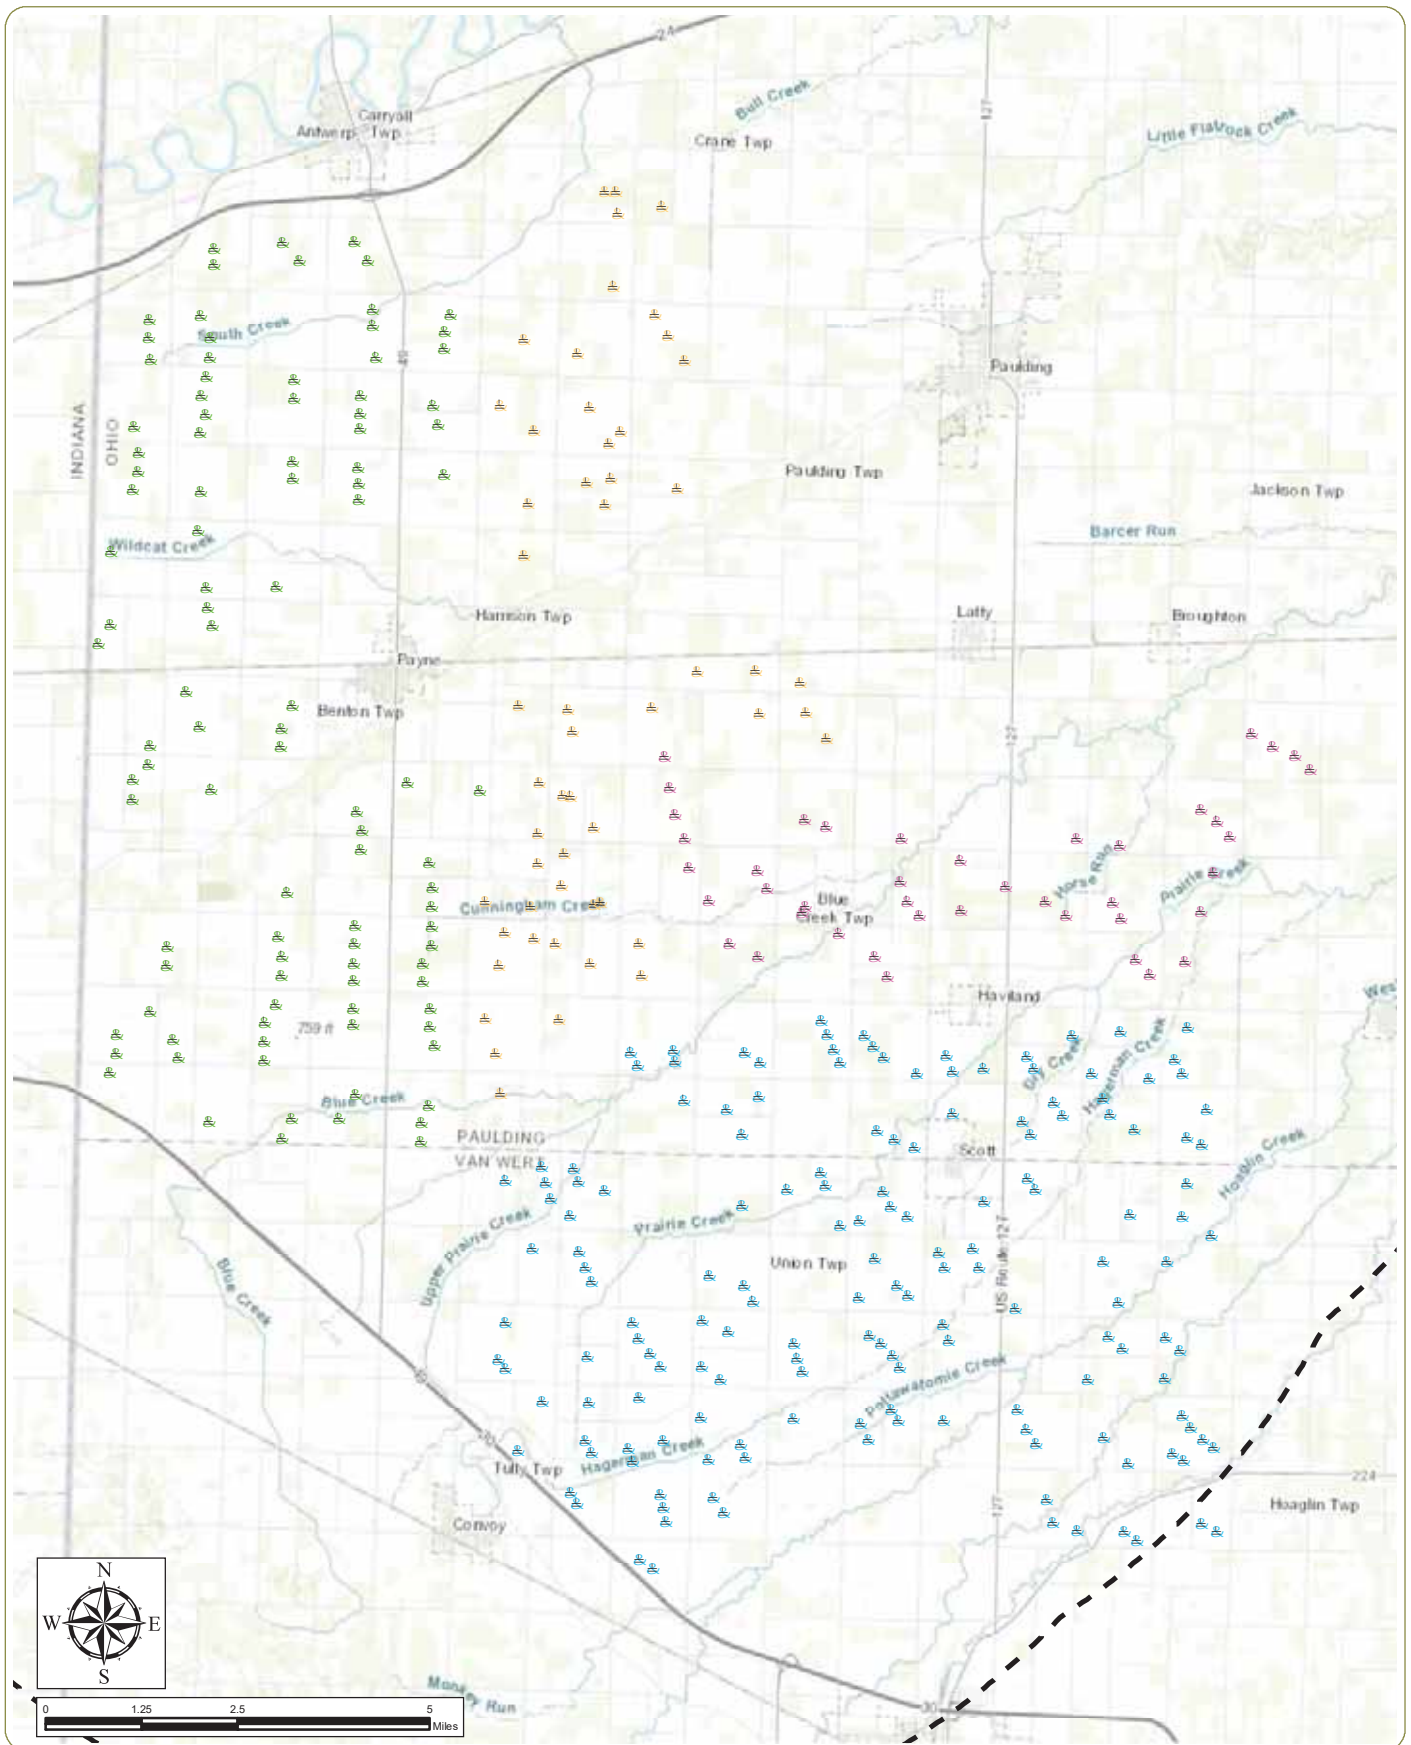 24
Bull Creek
127
Carryall
Antwerp Twp
Crane Twp
Little Flatrock Creek
South Creek
49
Paulding
INDIANA
OHIO
Paulding Twp
Jackson Twp
Barcer Run
Wildcat Creek
Harrison Twp
Latty
Broughton
Payne
Benton Twp
127
Horse Run
Prairie Creek
Cunningham Creek
Blue
Creek Twp
Haviland
759 ft
Dry Creek
Hagerman Creek
Blue Creek
PAULDING
VAN WERT
Scott
Hoaglin Creek
Upper Prairie Creek
Prairie Creek
Union Twp
US Route 127
Blue Creek
Pottawatomie Creek
49
30
Tully Twp
Hagerman Creek
224
Hoaglin Twp
127
Convoy
N
W E
S
Monkey Run
30
0 1.25 2.5 5
Miles